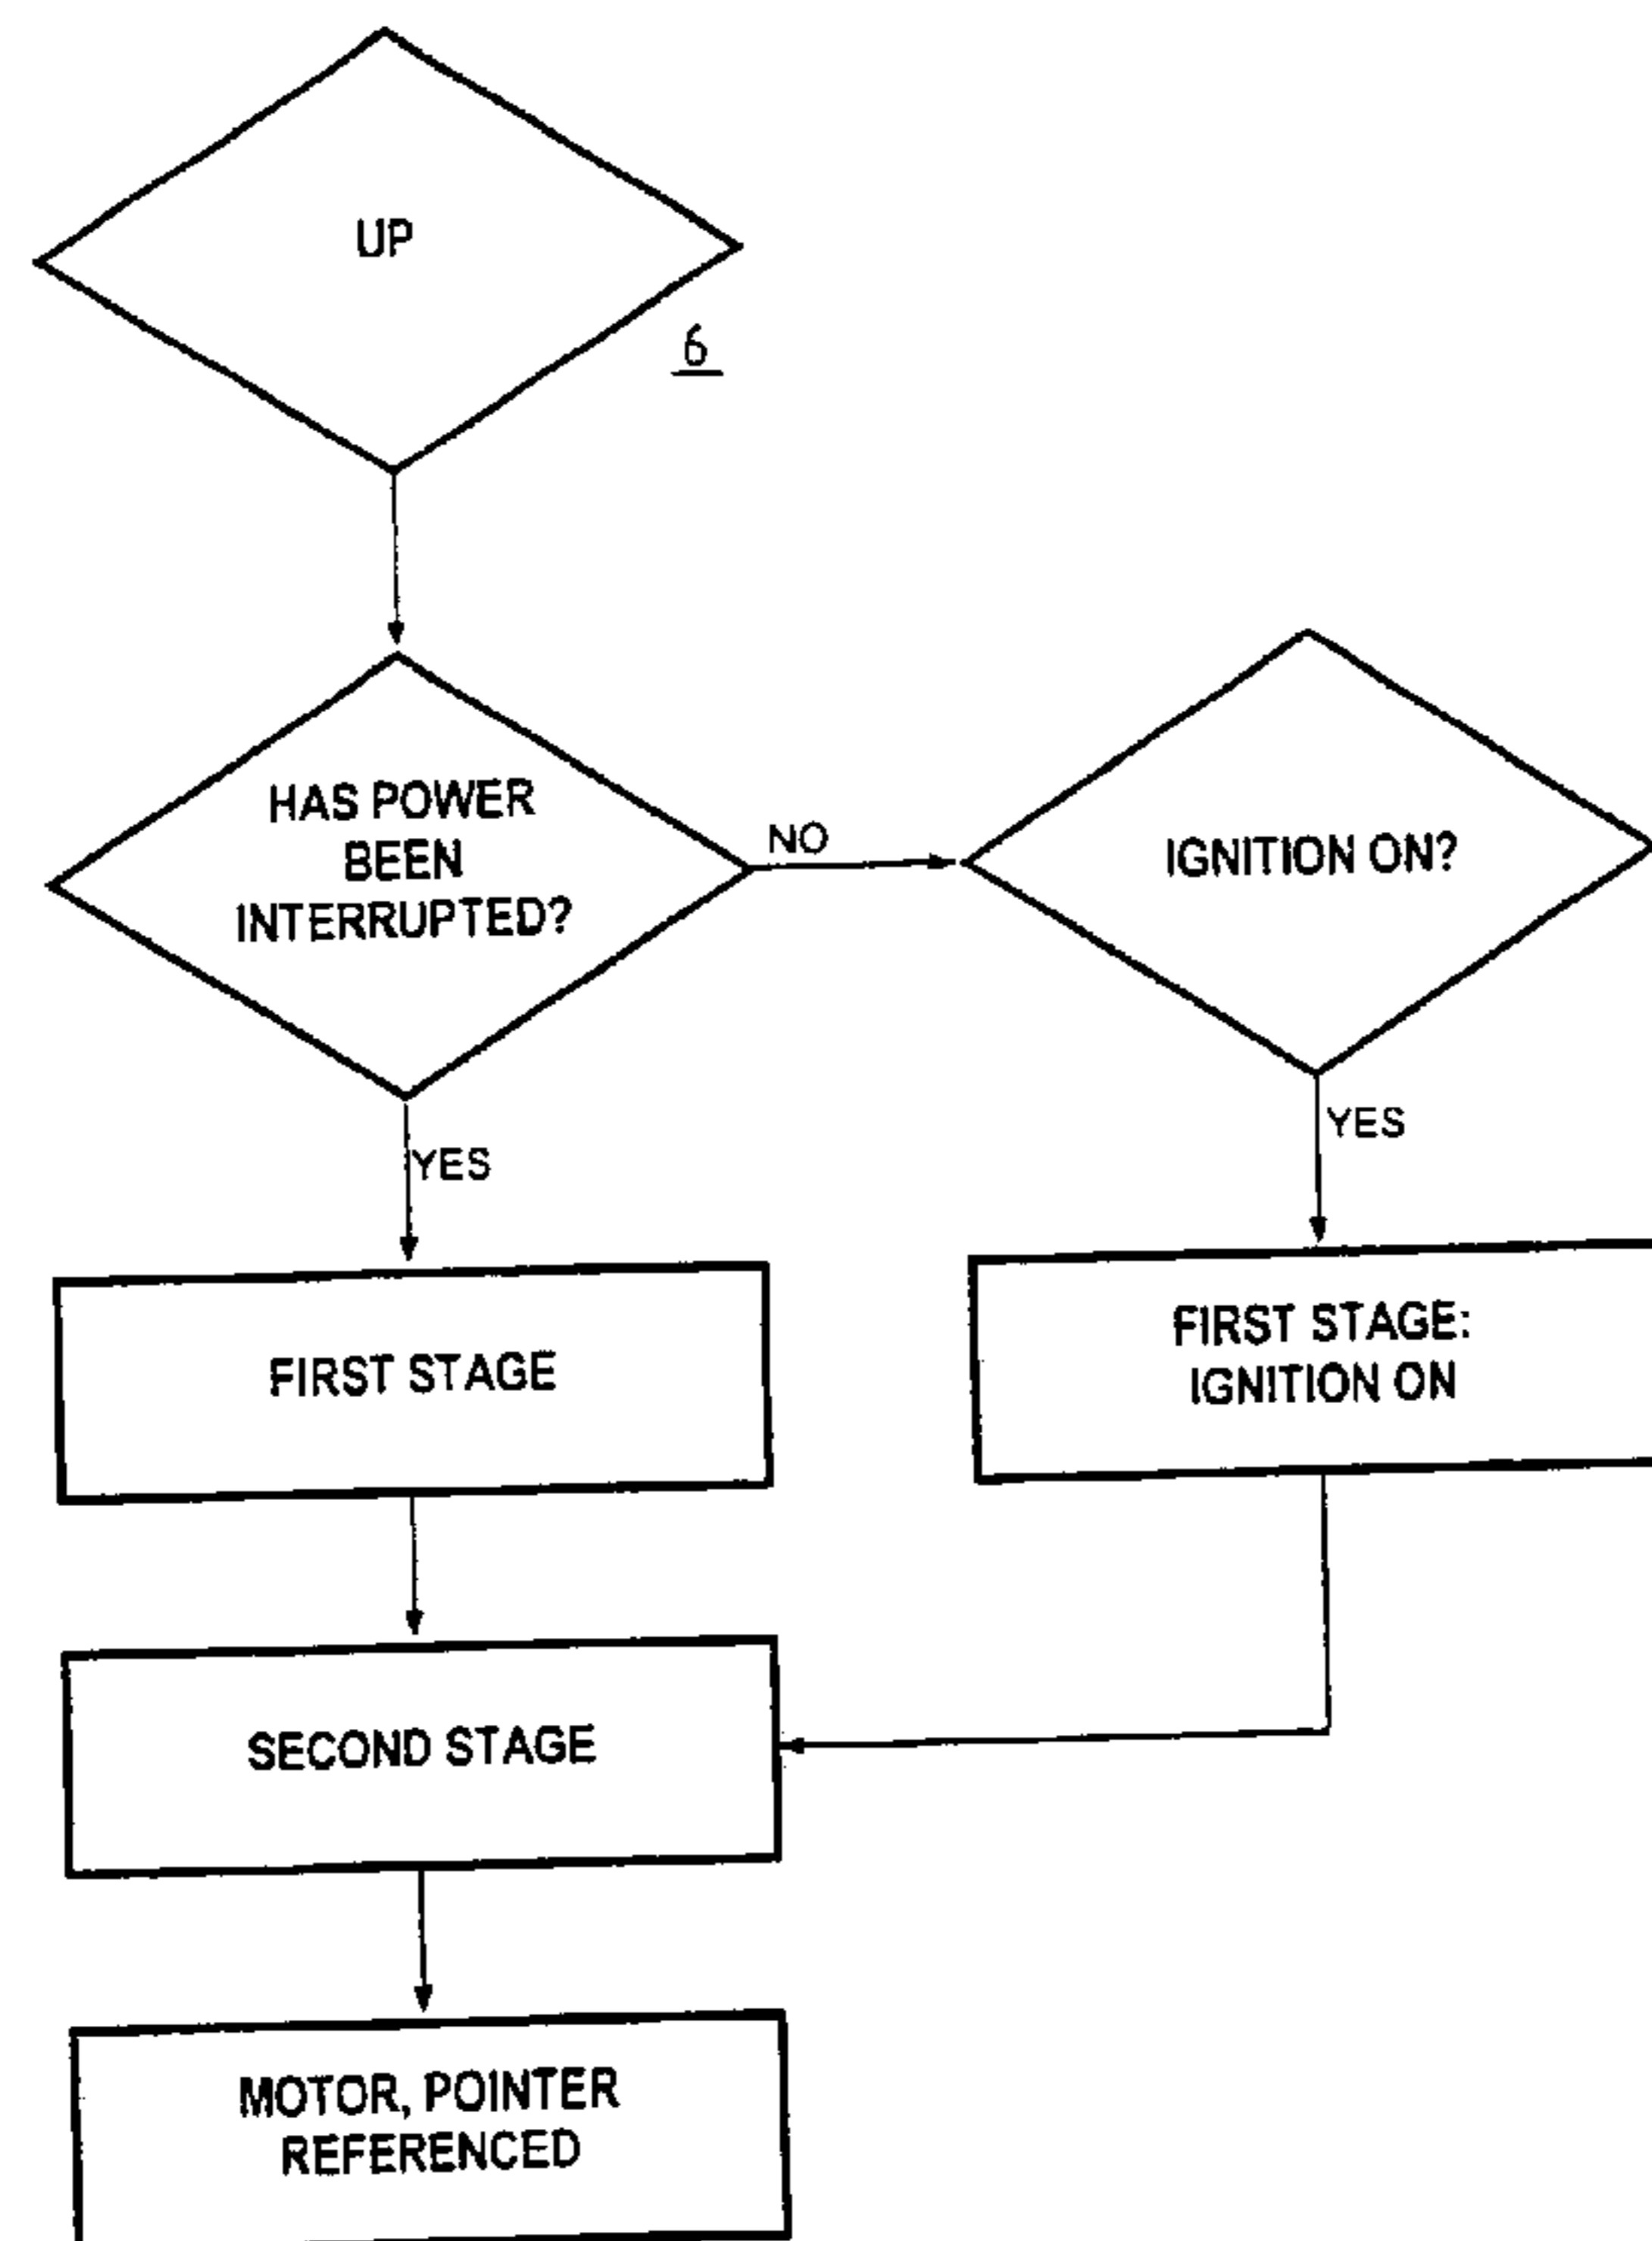 UP
6
HAS POWER
BEEN
INTERRUPTED?
NO
IGNITION ON?
YES
YES
FIRST STAGE
FIRST STAGE:
IGNITION ON
SECOND STAGE
MOTOR, POINTER
REFERENCED